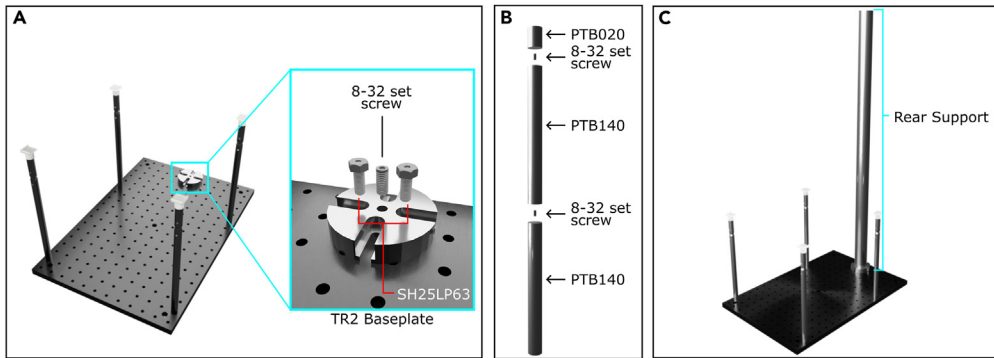 A
8-32 set
screw
SH25LP63
TR2 Baseplate
B
PTB020
8-32 set
screw
PTB140
8-32 set
screw
PTB140
C
Rear Support